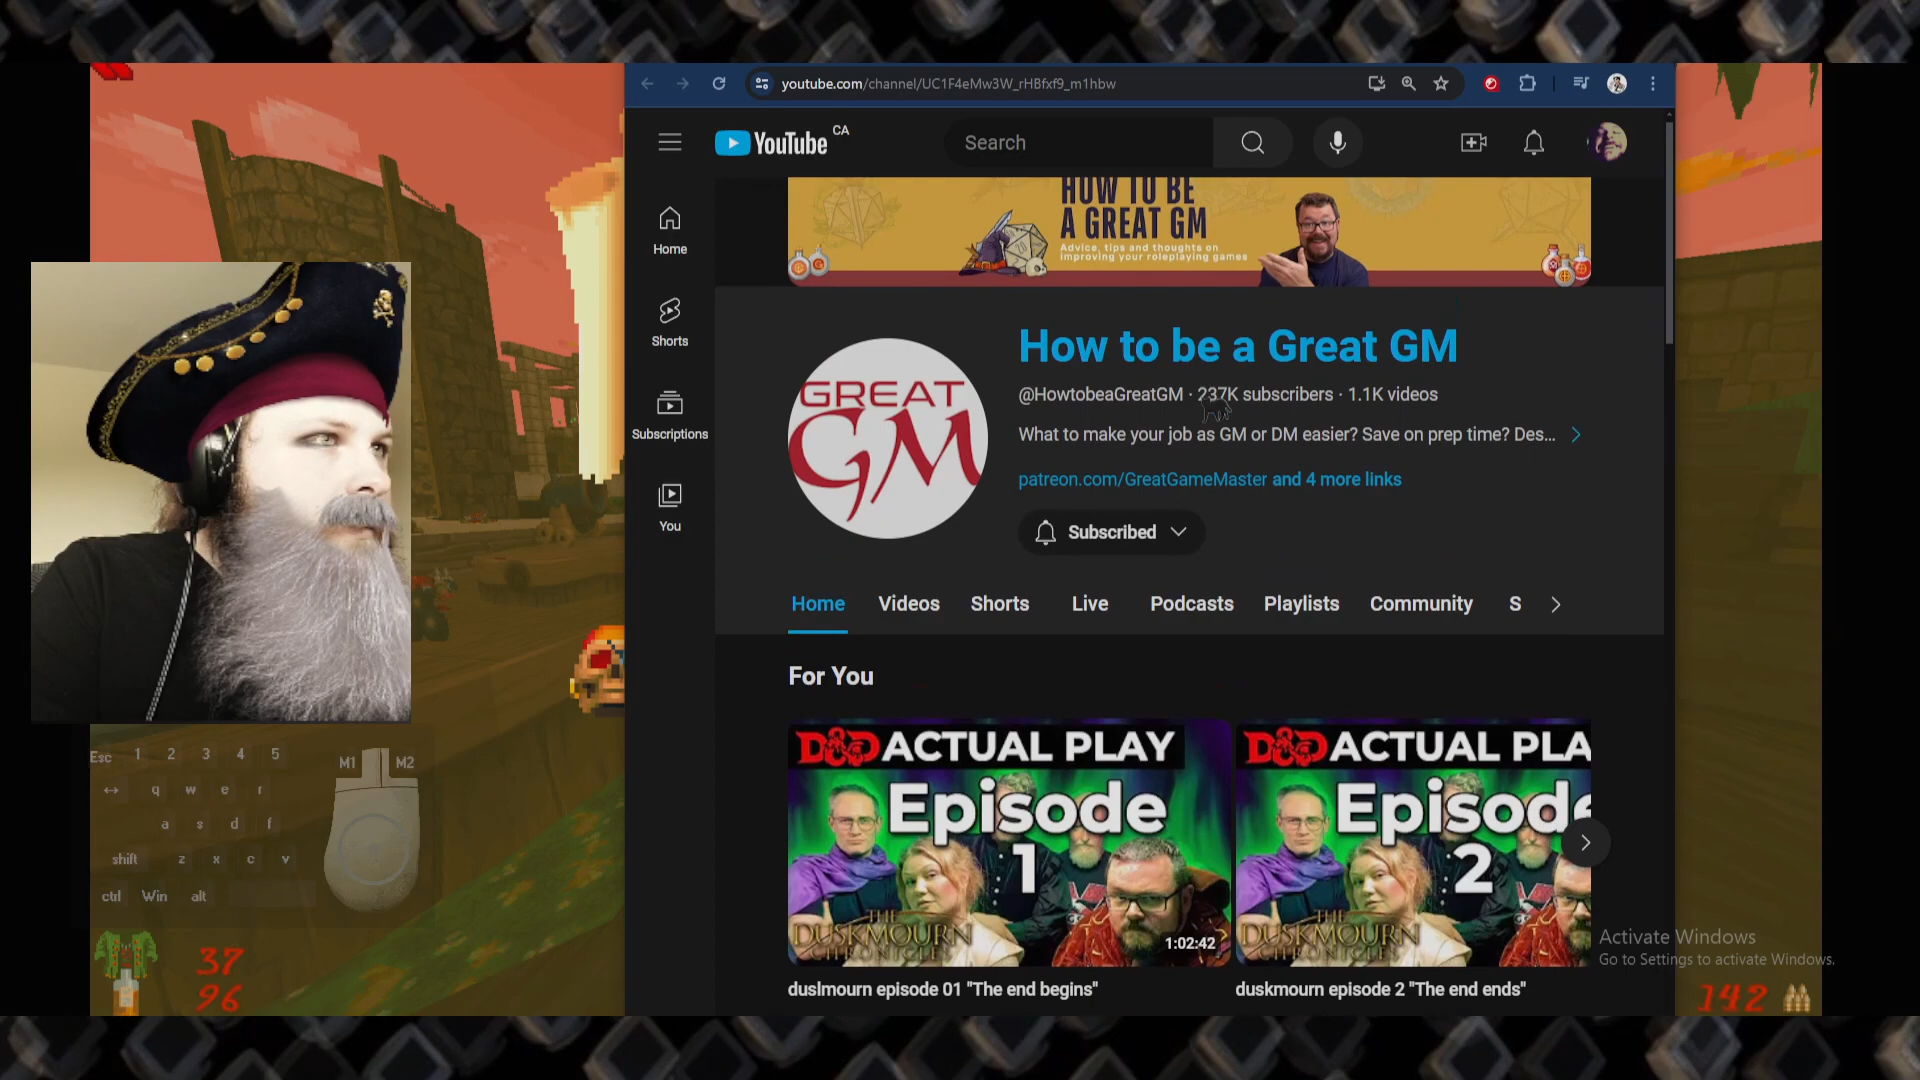 youtube.com/channel/UC1F4eMw3W_rHBfxf9_m1hbw
YouTube CA
Search
Home
Shorts
Subscriptions
You
HOW TO BE
A GREAT GM
Advice, tips and thoughts on
improving your roleplaying games
GREAT
GM
How to be a Great GM
@HowtobeaGreatGM · 237K subscribers · 1.1K videos
What to make your job as GM or DM easier? Save on prep time? Des...
patreon.com/GreatGameMaster and 4 more links
Subscribed
Home Videos Shorts Live Podcasts Playlists Community S
For You
D&D ACTUAL PLAY
Episode
1
THE
DUSKMOURN
CHRONICLES
1:02:42
D&D ACTUAL PLA
Episode
2
THE
DUSKMOURN
CHRONICLES
duslmourn episode 01 "The end begins"
duskmourn episode 2 "The end ends"
Esc 1 2 3 4 5
q w e r
a s d f
shift z x c v
ctrl Win alt
M1 M2
37
96
142
Activate Windows
Go to Settings to activate Windows.